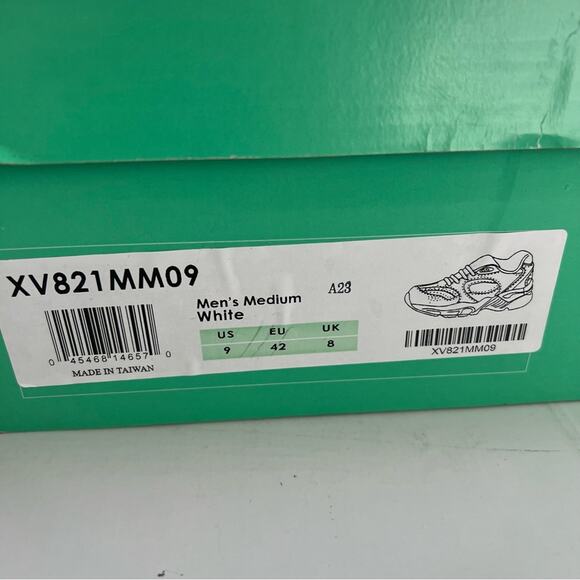 XV821MM09
0 45468 14657 0
MADE IN TAIWAN
Men's Medium
White
A23
US EU UK
9 42 8
XV821MM09